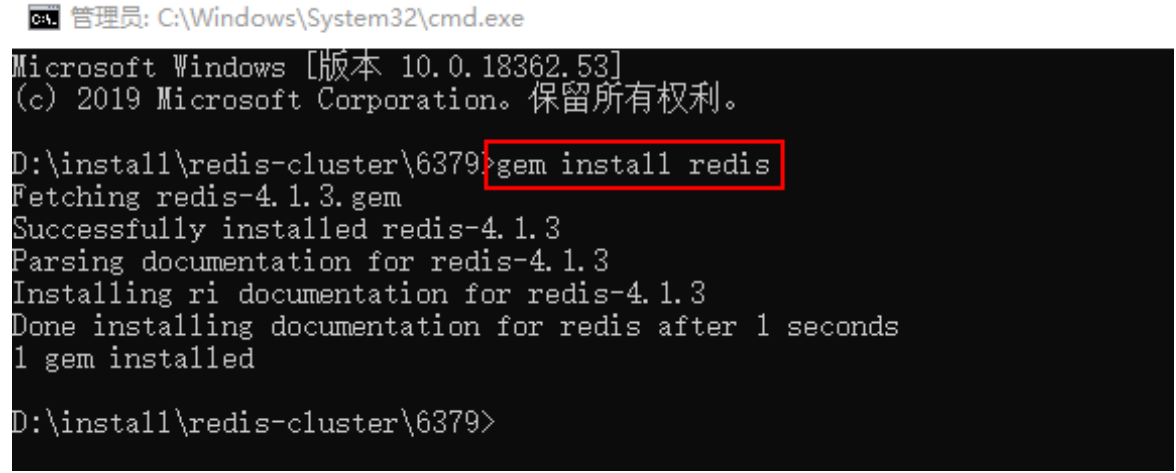 管理员: C:\Windows\System32\cmd.exe
Microsoft Windows [版本 10.0.18362.53]
(c) 2019 Microsoft Corporation。保留所有权利。
D:\install\redis-cluster\6379>gem install redis
Fetching redis-4.1.3.gem
Successfully installed redis-4.1.3
Parsing documentation for redis-4.1.3
Installing ri documentation for redis-4.1.3
Done installing documentation for redis after 1 seconds
1 gem installed
D:\install\redis-cluster\6379>